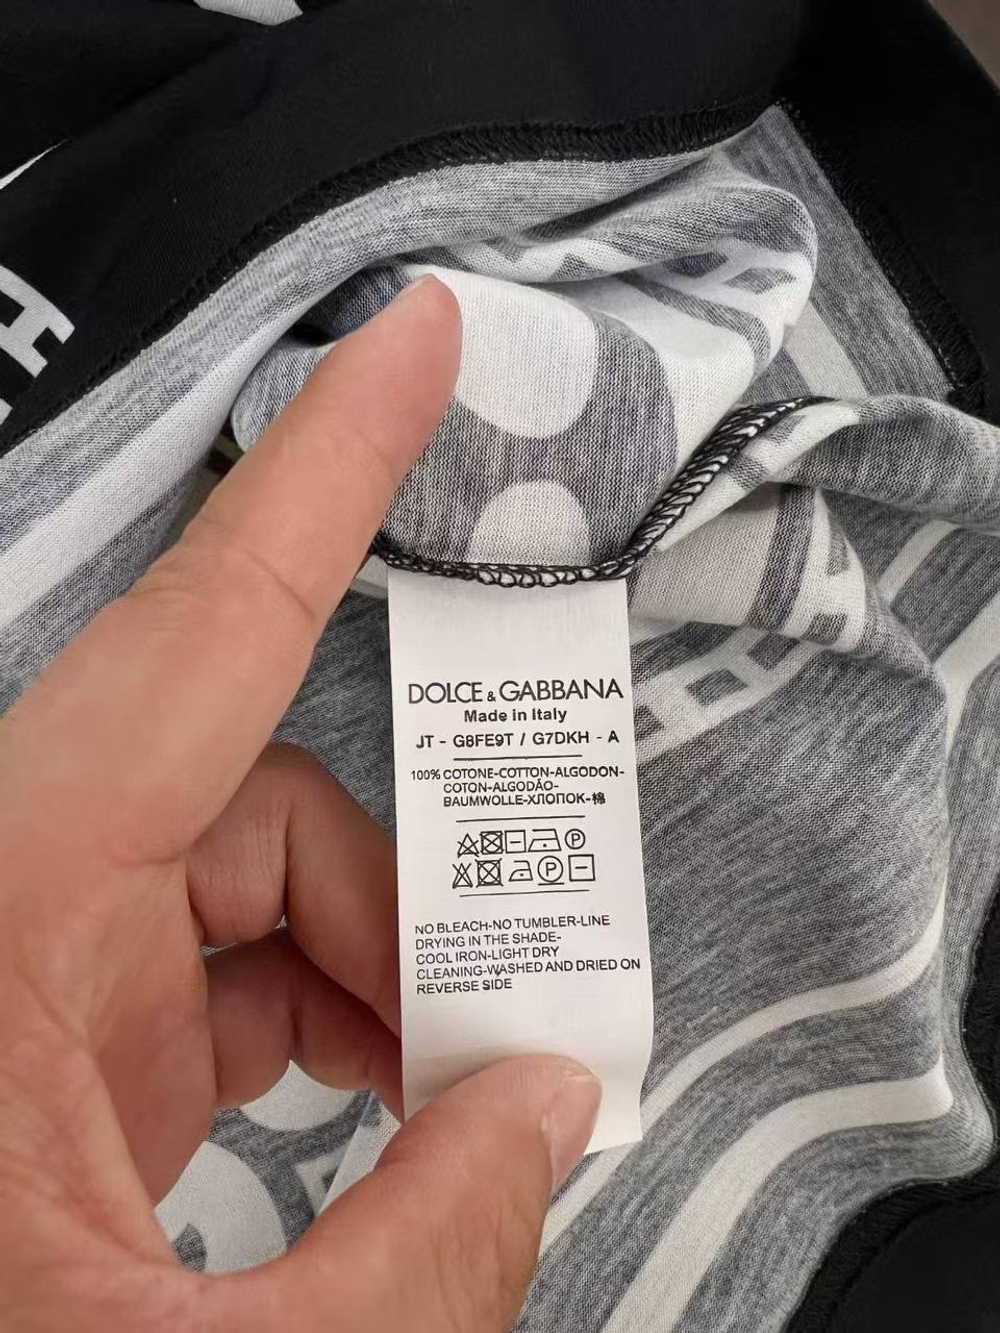 DOLCE & GABBANA
Made in Italy
JT - G8FE9T / G7DKH - A
100% COTONE-COTTON-ALGODON-
COTON-ALGODÃO-
BAUMWOLLE-ХЛОПОК-棉
P
P
NO BLEACH-NO TUMBLER-LINE
DRYING IN THE SHADE-
COOL IRON-LIGHT DRY
CLEANING-WASHED AND DRIED ON
REVERSE SIDE